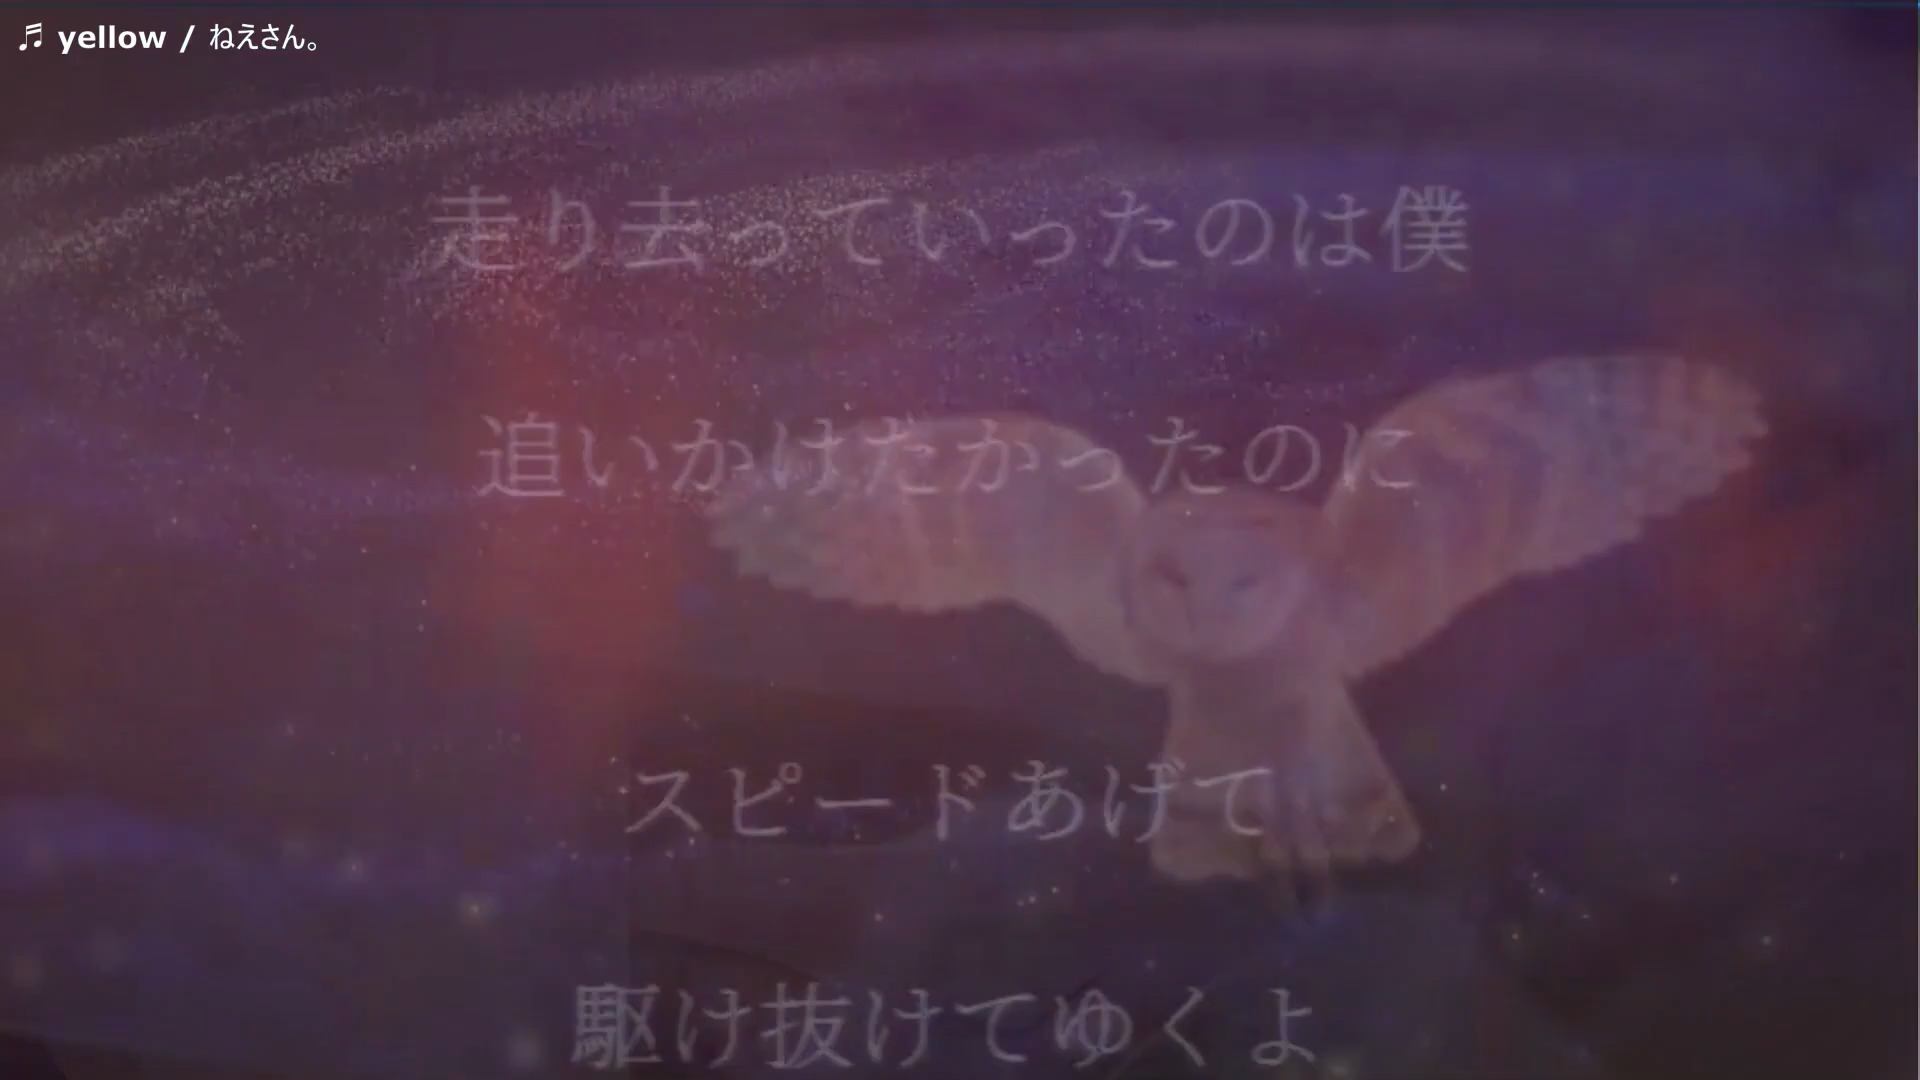 ♬ yellow / ねえさん。
走り去っていったのは僕
追いかけたかったのに
スピードあげて
駆け抜けてゆくよ